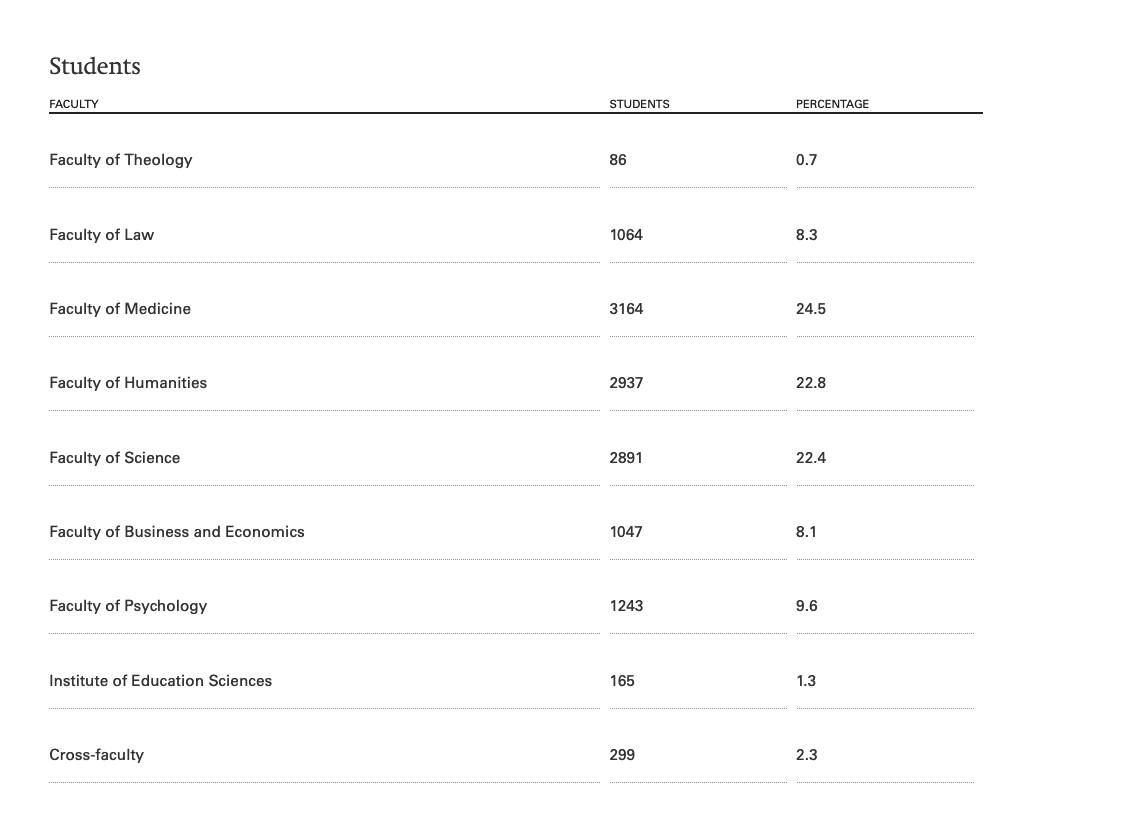 Students
FACULTY STUDENTS PERCENTAGE
Faculty of Theology 86 0.7
Faculty of Law 1064 8.3
Faculty of Medicine 3164 24.5
Faculty of Humanities 2937 22.8
Faculty of Science 2891 22.4
Faculty of Business and Economics 1047 8.1
Faculty of Psychology 1243 9.6
Institute of Education Sciences 165 1.3
Cross-faculty 299 2.3